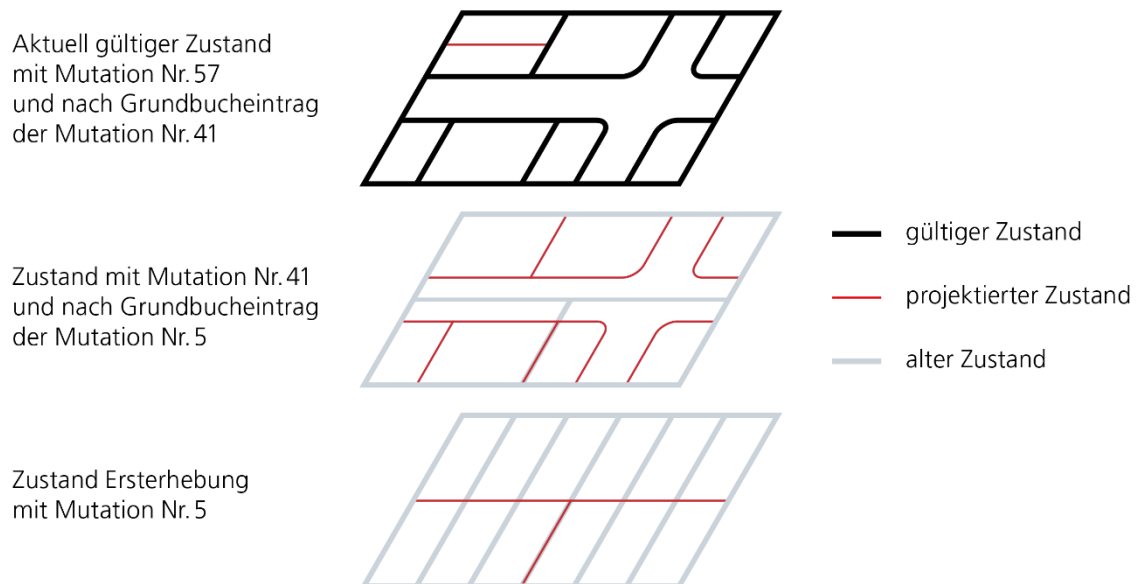 Aktuell gültiger Zustand
mit Mutation Nr. 57
und nach Grundbucheintrag
der Mutation Nr. 41
Zustand mit Mutation Nr. 41
und nach Grundbucheintrag
der Mutation Nr. 5
gültiger Zustand
projektierter Zustand
alter Zustand
Zustand Ersterhebung
mit Mutation Nr. 5